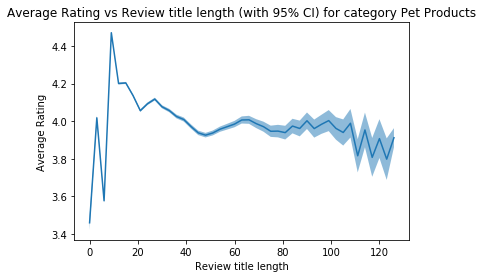 Average Rating vs Review title length (with 95% CI) for category Pet Products
4.4
4.2
4.0
3.8
3.6
3.4
Average Rating
0 20 40 60 80 100 120
Review title length